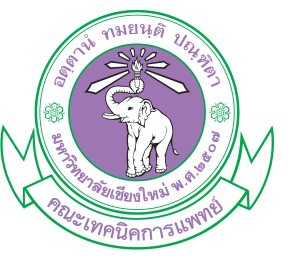 อตฺตานํ ทมยนฺติ ปณฺฑิตา
มหาวิทยาลัยเชียงใหม่ พ.ศ.๒๕๐๗
คณะเทคนิคการแพทย์